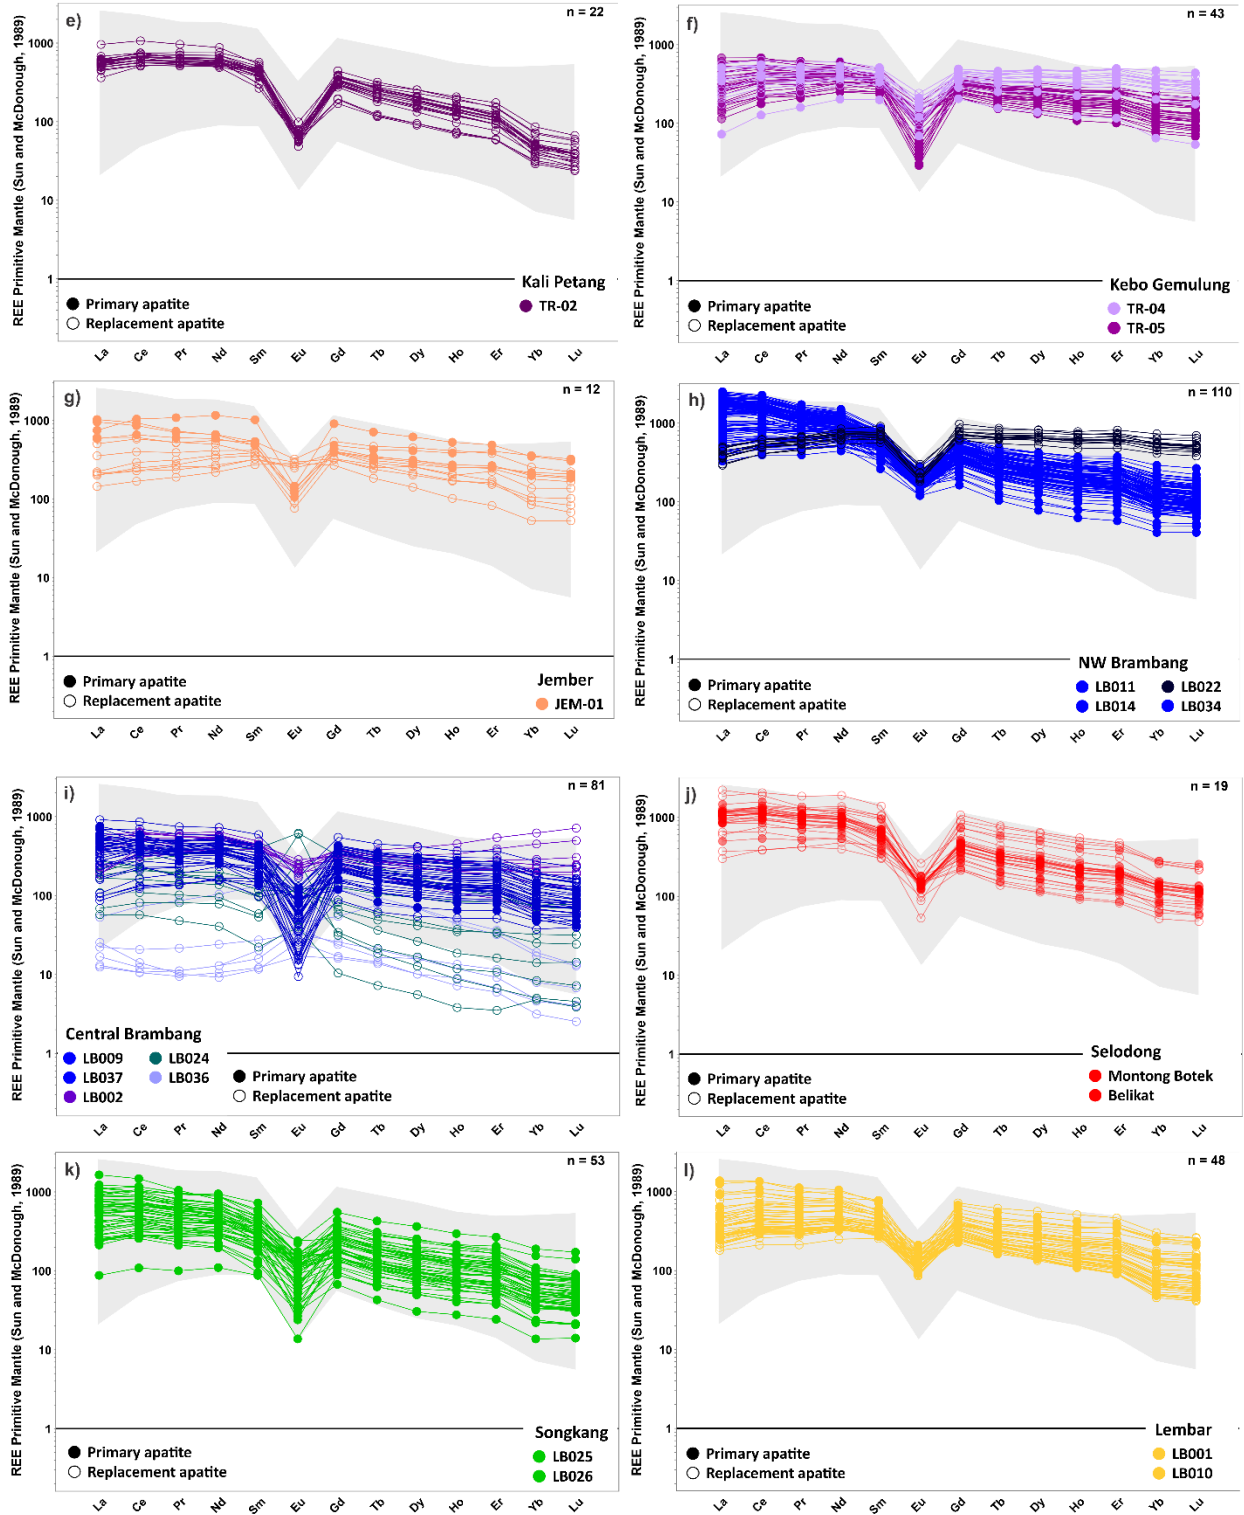 e)
n = 22
REE Primitive Mantle (Sun and McDonough, 1989)
1000
100
10
1
Kali Petang
Primary apatite
TR-02
Replacement apatite
La Ce Pr Nd Sm Eu Gd Tb Dy Ho Er Yb Lu
f)
n = 43
REE Primitive Mantle (Sun and McDonough, 1989)
1000
100
10
1
Kebo Gemulung
Primary apatite
TR-04
Replacement apatite
TR-05
La Ce Pr Nd Sm Eu Gd Tb Dy Ho Er Yb Lu
g)
n = 12
REE Primitive Mantle (Sun and McDonough, 1989)
1000
100
10
1
Jember
Primary apatite
Replacement apatite
JEM-01
La Ce Pr Nd Sm Eu Gd Tb Dy Ho Er Yb Lu
h)
n = 110
REE Primitive Mantle (Sun and McDonough, 1989)
1000
100
10
1
NW Brambang
Primary apatite
LB011 LB022
Replacement apatite
LB014 LB034
La Ce Pr Nd Sm Eu Gd Tb Dy Ho Er Yb Lu
i)
n = 81
REE Primitive Mantle (Sun and McDonough, 1989)
1000
100
10
1
Central Brambang
LB009 LB024
LB037 LB036
LB002
Primary apatite
Replacement apatite
La Ce Pr Nd Sm Eu Gd Tb Dy Ho Er Yb Lu
j)
n = 19
REE Primitive Mantle (Sun and McDonough, 1989)
1000
100
10
1
Selodong
Primary apatite
Montong Botek
Replacement apatite
Belikat
La Ce Pr Nd Sm Eu Gd Tb Dy Ho Er Yb Lu
k)
n = 53
REE Primitive Mantle (Sun and McDonough, 1989)
1000
100
10
1
Songkang
Primary apatite
LB025
Replacement apatite
LB026
La Ce Pr Nd Sm Eu Gd Tb Dy Ho Er Yb Lu
l)
n = 48
REE Primitive Mantle (Sun and McDonough, 1989)
1000
100
10
1
Lembar
Primary apatite
LB001
Replacement apatite
LB010
La Ce Pr Nd Sm Eu Gd Tb Dy Ho Er Yb Lu